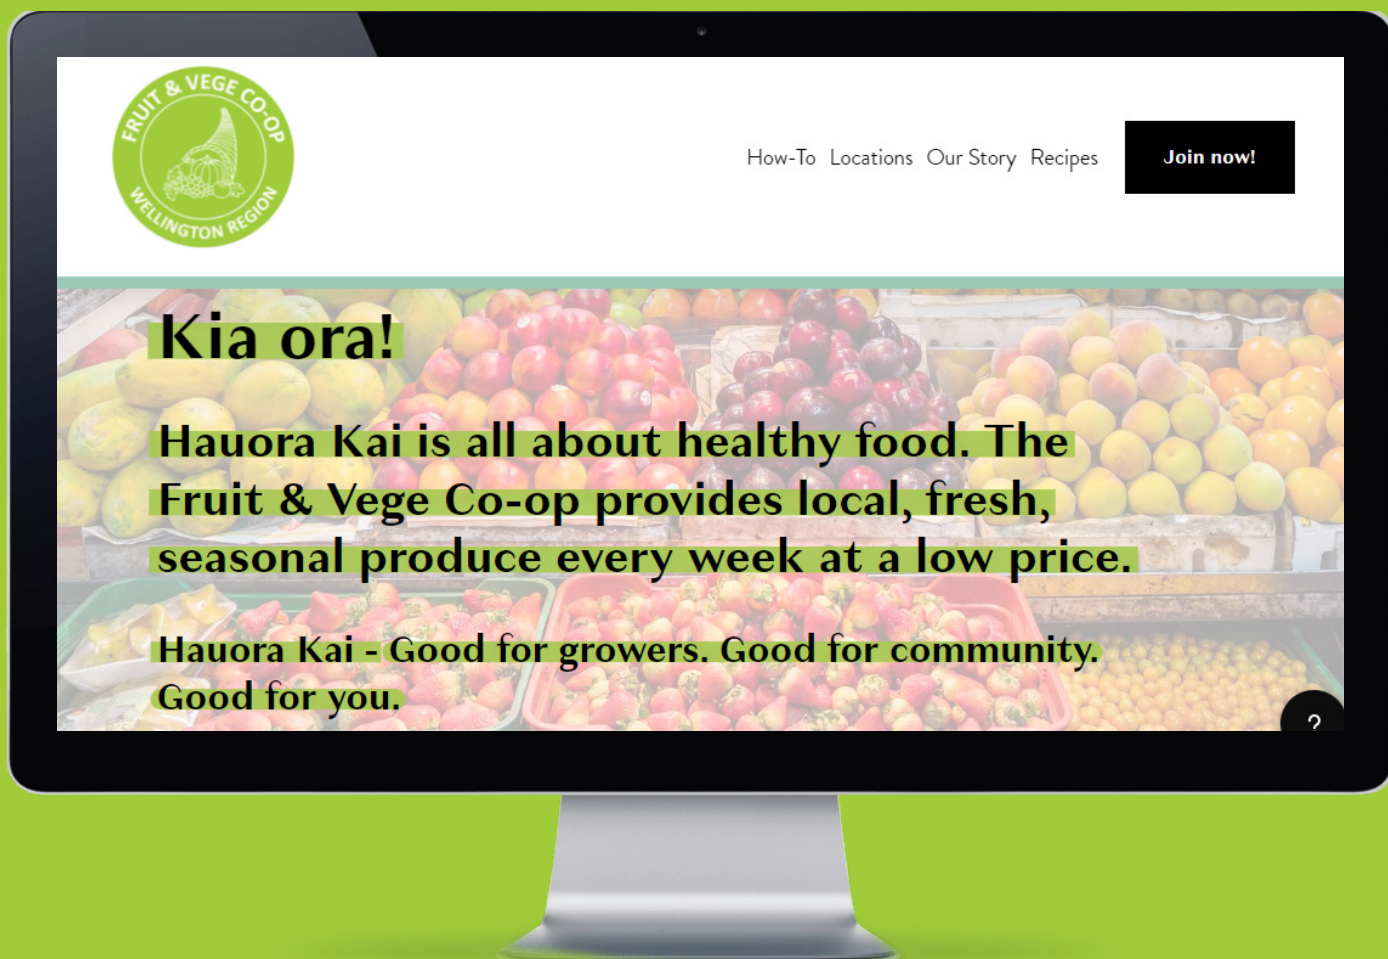 FRUIT & VEGE CO-OP
WELLINGTON REGION
How-To Locations Our Story Recipes Join now!
Kia ora!
Hauora Kai is all about healthy food. The
Fruit & Vege Co-op provides local, fresh,
seasonal produce every week at a low price.
Hauora Kai - Good for growers. Good for community.
Good for you.
?